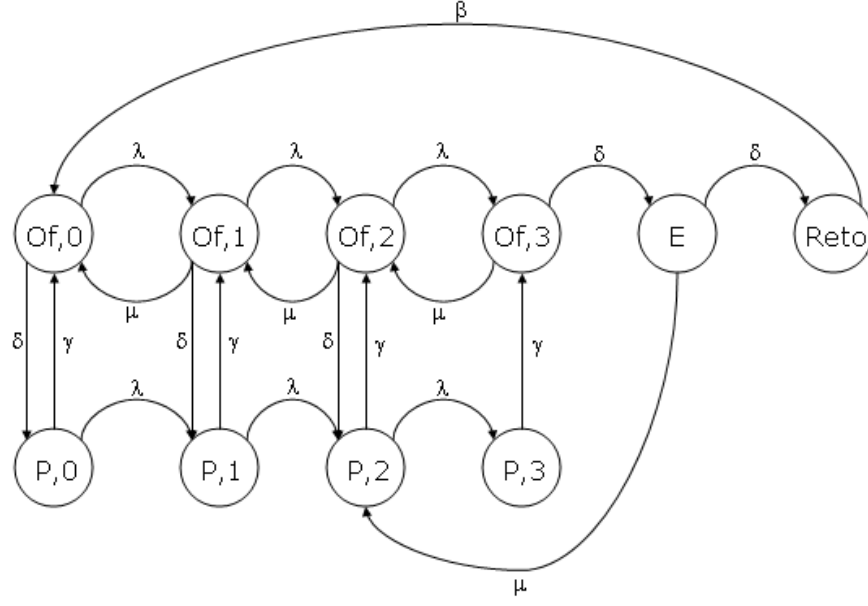 β
λ λ λ δ δ
Of,0 Of,1 Of,2 Of,3 E Reto
μ μ μ
δ γ δ γ δ γ γ
λ λ λ
P,0 P,1 P,2 P,3
μ